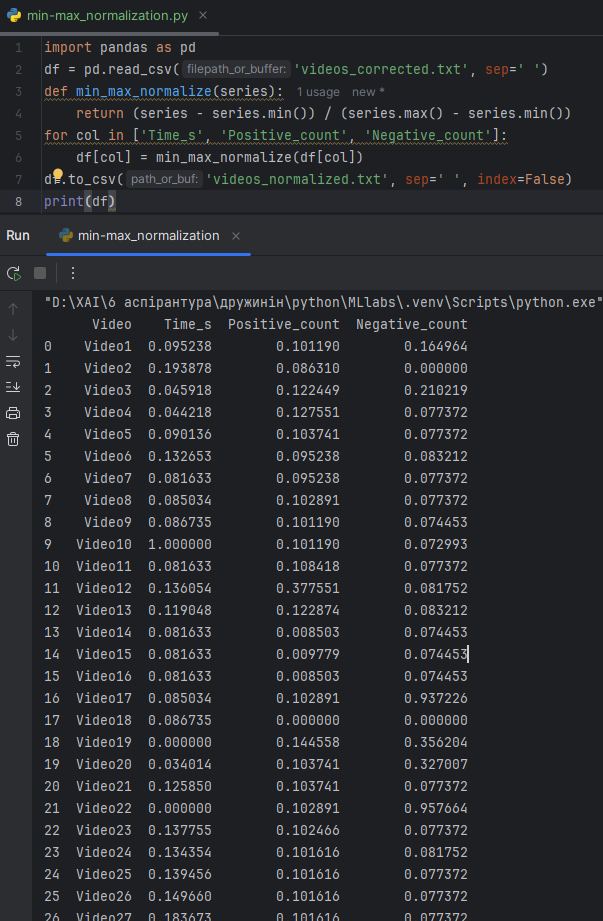 min-max_normalization.py
1 import pandas as pd
2 df = pd.read_csv( filepath_or_buffer: 'videos_corrected.txt', sep=' ')
3 def min_max_normalize(series): 1 usage new *
4 return (series - series.min()) / (series.max() - series.min())
5 for col in ['Time_s', 'Positive_count', 'Negative_count']:
6 df[col] = min_max_normalize(df[col])
7 df.to_csv( path_or_buf: 'videos_normalized.txt', sep=' ', index=False)
8 print(df)
Run min-max_normalization
"D:\XAI\6 аспірантура\дружинін\python\MLlabs\.venv\Scripts\python.exe"
Video Time_s Positive_count Negative_count
0 Video1 0.095238 0.101190 0.164964
1 Video2 0.193878 0.086310 0.000000
2 Video3 0.045918 0.122449 0.210219
3 Video4 0.044218 0.127551 0.077372
4 Video5 0.090136 0.103741 0.077372
5 Video6 0.132653 0.095238 0.083212
6 Video7 0.081633 0.095238 0.077372
7 Video8 0.085034 0.102891 0.077372
8 Video9 0.086735 0.101190 0.074453
9 Video10 1.000000 0.101190 0.072993
10 Video11 0.081633 0.108418 0.077372
11 Video12 0.136054 0.377551 0.081752
12 Video13 0.119048 0.122874 0.083212
13 Video14 0.081633 0.008503 0.074453
14 Video15 0.081633 0.009779 0.074453
15 Video16 0.081633 0.008503 0.074453
16 Video17 0.085034 0.102891 0.937226
17 Video18 0.086735 0.000000 0.000000
18 Video19 0.000000 0.144558 0.356204
19 Video20 0.034014 0.103741 0.327007
20 Video21 0.125850 0.103741 0.077372
21 Video22 0.000000 0.102891 0.957664
22 Video23 0.137755 0.102466 0.077372
23 Video24 0.134354 0.101616 0.081752
24 Video25 0.139456 0.101616 0.077372
25 Video26 0.149660 0.101616 0.077372
26 Video27 0.183673 0.101616 0.077372